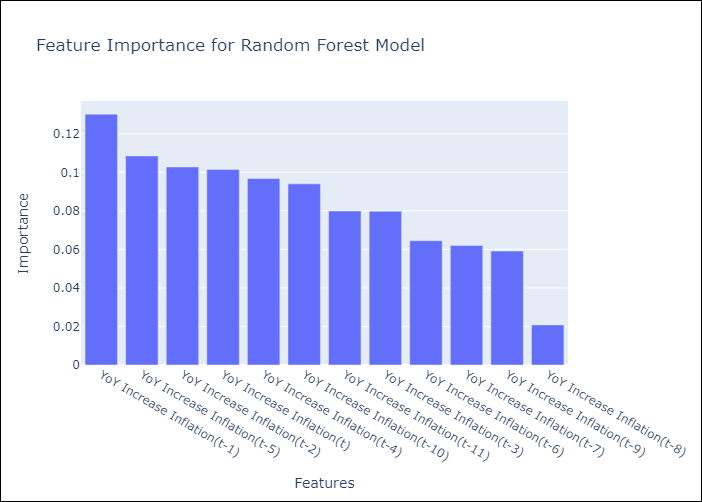 Feature Importance for Random Forest Model
Importance
0.12
0.1
0.08
0.06
0.04
0.02
0
YoY Increase Inflation(t-1)
YoY Increase Inflation(t-5)
YoY Increase Inflation(t-2)
YoY Increase Inflation(t)
YoY Increase Inflation(t-4)
YoY Increase Inflation(t-10)
YoY Increase Inflation(t-11)
YoY Increase Inflation(t-3)
YoY Increase Inflation(t-6)
YoY Increase Inflation(t-7)
YoY Increase Inflation(t-9)
YoY Increase Inflation(t-8)
Features